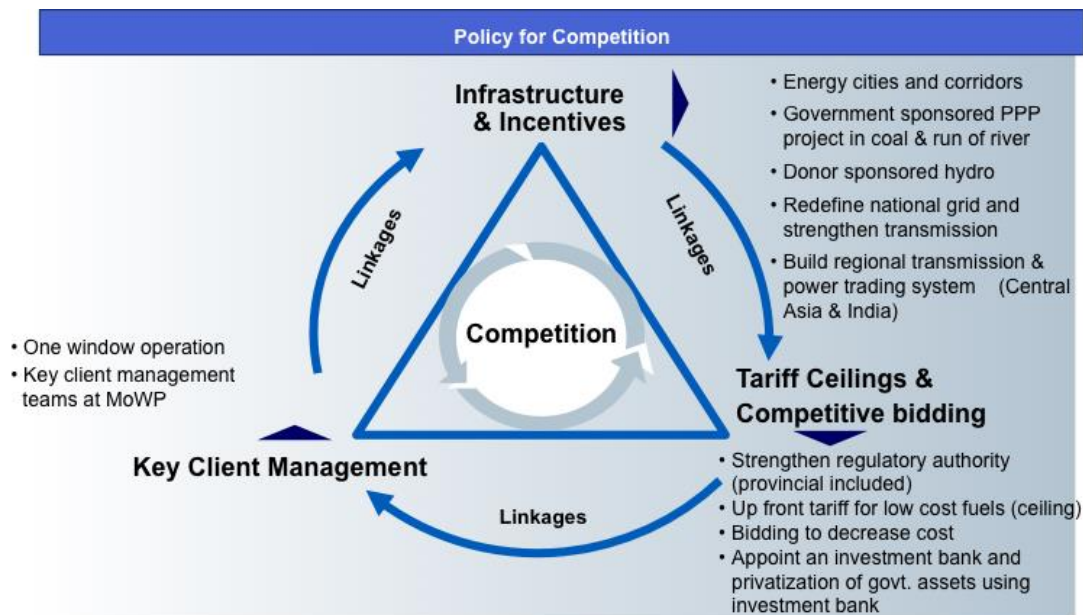 Policy for Competition
Infrastructure
& Incentives
• Energy cities and corridors
• Government sponsored PPP
project in coal & run of river
• Donor sponsored hydro
• Redefine national grid and
strengthen transmission
• Build regional transmission &
power trading system (Central
Asia & India)
Linkages
Linkages
Competition
• One window operation
• Key client management
teams at MoWP
Tariff Ceilings &
Competitive bidding
Key Client Management
• Strengthen regulatory authority
(provincial included)
• Up front tariff for low cost fuels (ceiling)
• Bidding to decrease cost
• Appoint an investment bank and
privatization of govt. assets using
investment bank
Linkages